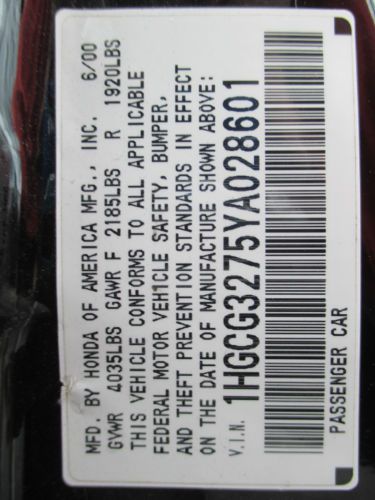 MFD. BY HONDA OF AMERICA MFG., INC. 6/00
GVWR 4035LBS GAWR F 2185LBS R 1920LBS
THIS VEHICLE CONFORMS TO ALL APPLICABLE
FEDERAL MOTOR VEHICLE SAFETY, BUMPER,
AND THEFT PREVENTION STANDARDS IN EFFECT
ON THE DATE OF MANUFACTURE SHOWN ABOVE:
V.I.N. 1HGCG3275YA028601
PASSENGER CAR